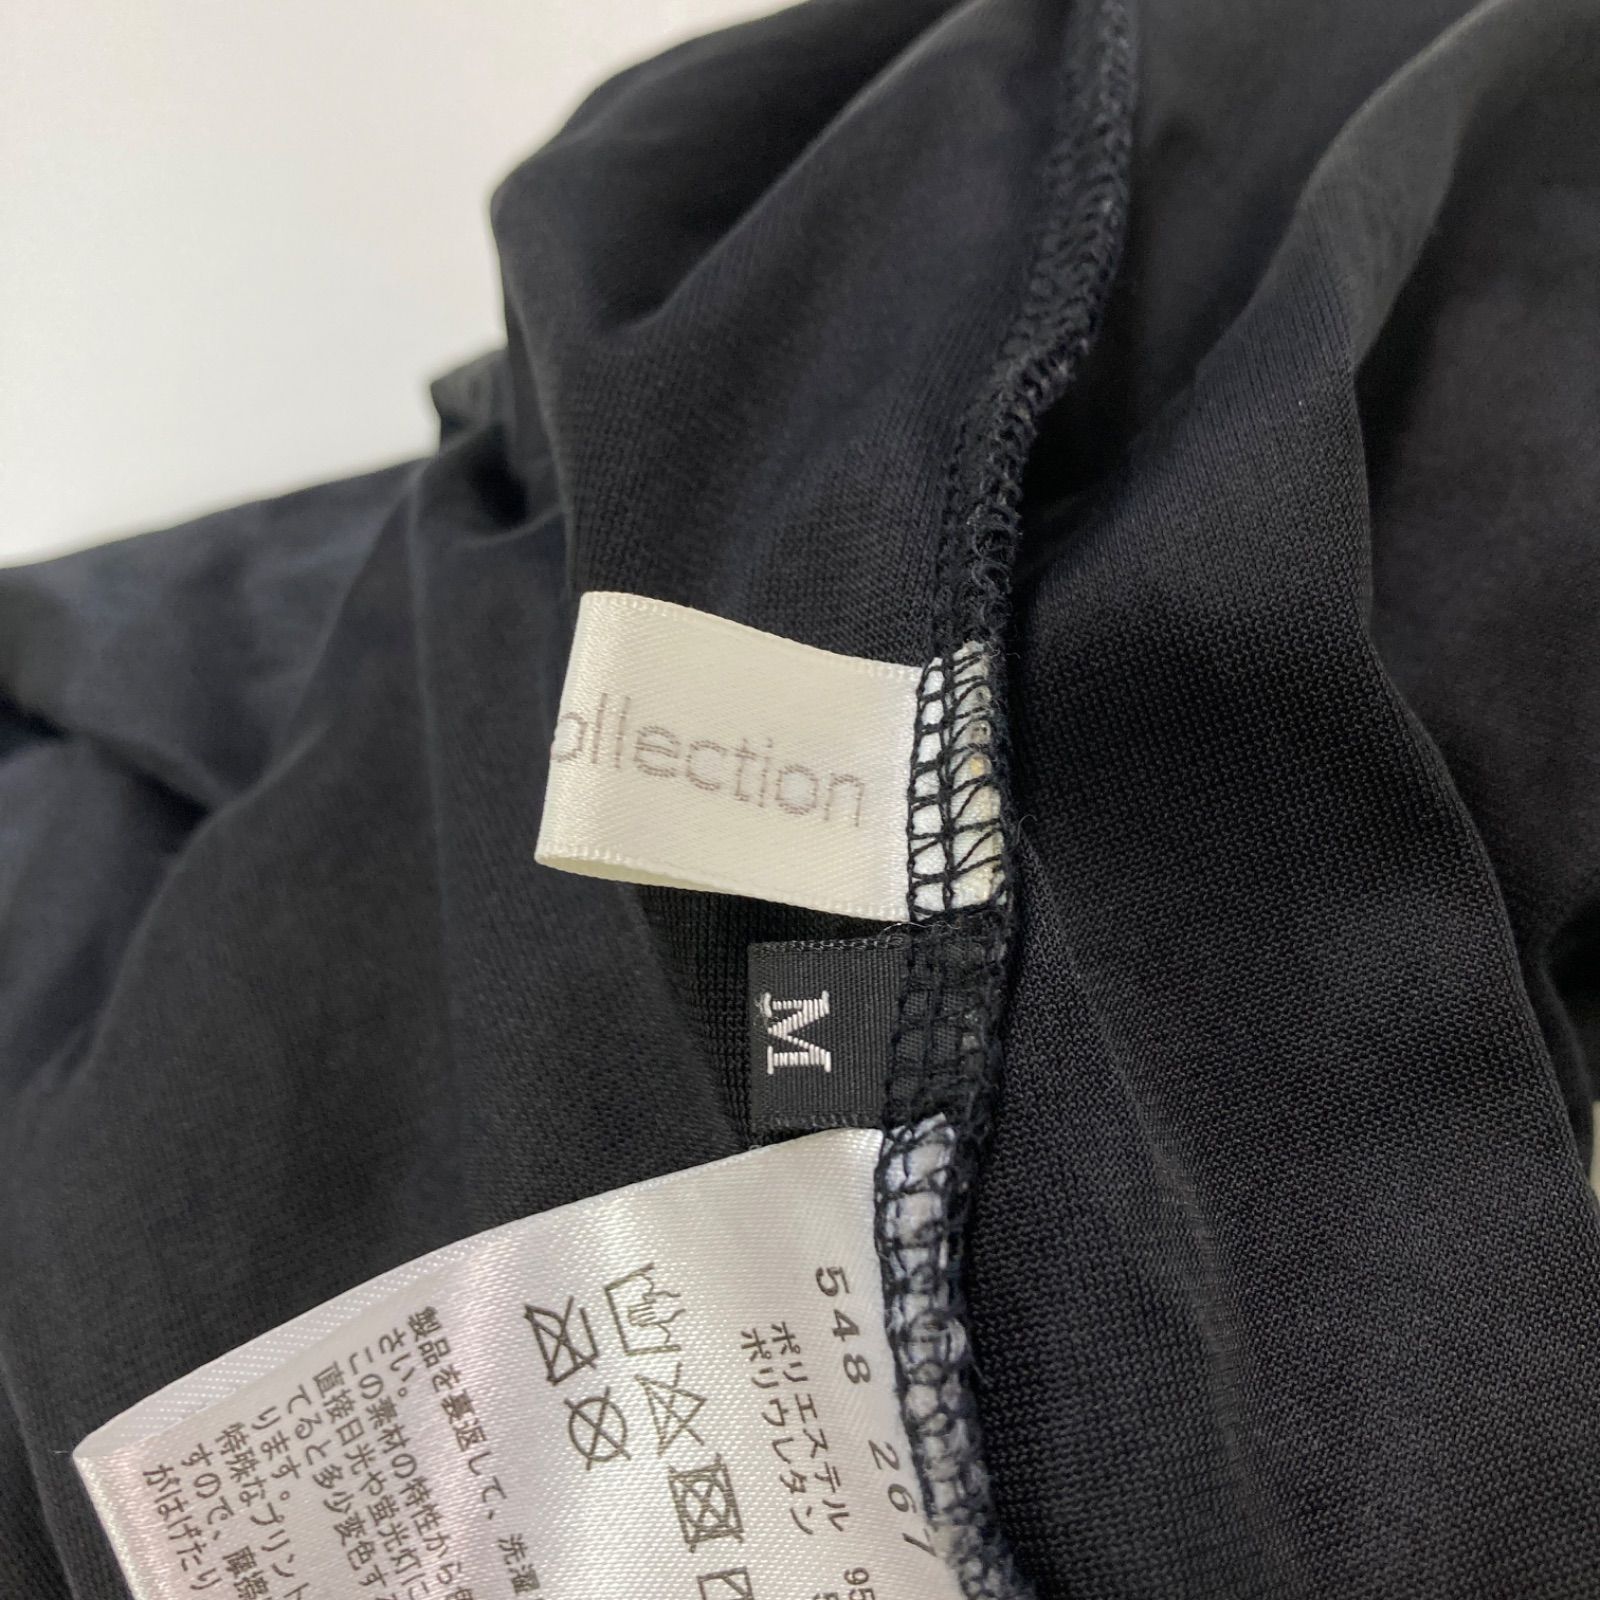 ollection
M
548 267
ポリエステル 95
ポリウレタン 5
製品を裏返して、洗濯
さい。
この素材の特性から
直接日光や蛍光灯に
てると多少変色す
ります。
特殊なプリント
すので、摩擦
がはげたり